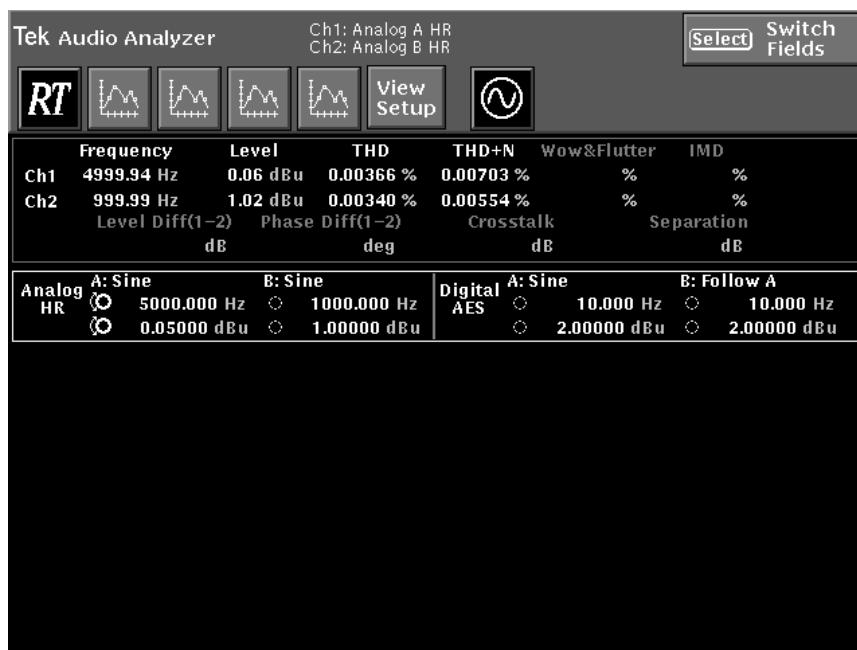 Tek Audio Analyzer
Ch1: Analog A HR
Ch2: Analog B HR
Select Switch Fields
RT
View Setup
Frequency Level THD THD+N Wow&Flutter IMD
Ch1 4999.94 Hz 0.06 dBu 0.00366 % 0.00703 % % %
Ch2 999.99 Hz 1.02 dBu 0.00340 % 0.00554 % % %
Level Diff(1-2) Phase Diff(1-2) Crosstalk Separation
dB deg dB dB
Analog HR A: Sine B: Sine Digital AES A: Sine B: Follow A
5000.000 Hz 1000.000 Hz 10.000 Hz 10.000 Hz
0.05000 dBu 1.00000 dBu 2.00000 dBu 2.00000 dBu